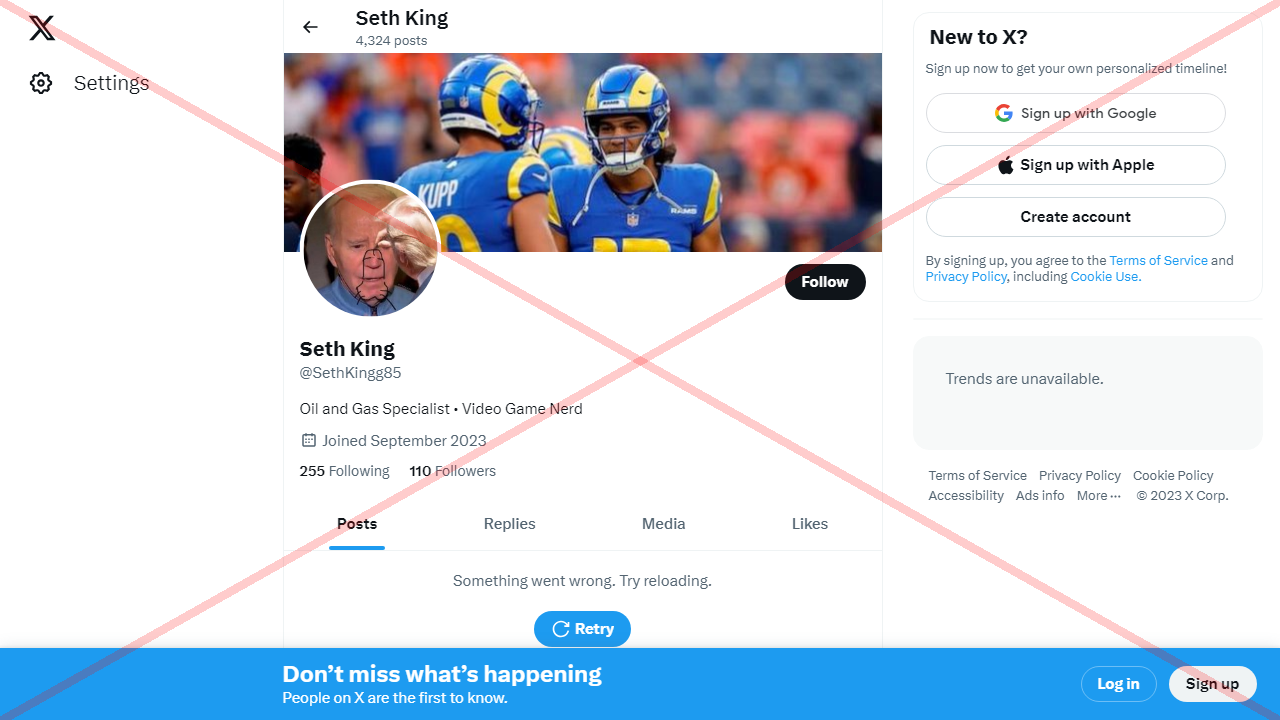 Settings
Seth King
4,324 posts
KUPP
RAMS
Follow
Seth King
@SethKingg85
Oil and Gas Specialist • Video Game Nerd
Joined September 2023
255 Following 110 Followers
Posts Replies Media Likes
Something went wrong. Try reloading.
Retry
New to X?
Sign up now to get your own personalized timeline!
Sign up with Google
Sign up with Apple
Create account
By signing up, you agree to the Terms of Service and
Privacy Policy, including Cookie Use.
Trends are unavailable.
Terms of Service Privacy Policy Cookie Policy
Accessibility Ads info More ··· © 2023 X Corp.
Don’t miss what’s happening
People on X are the first to know.
Log in
Sign up